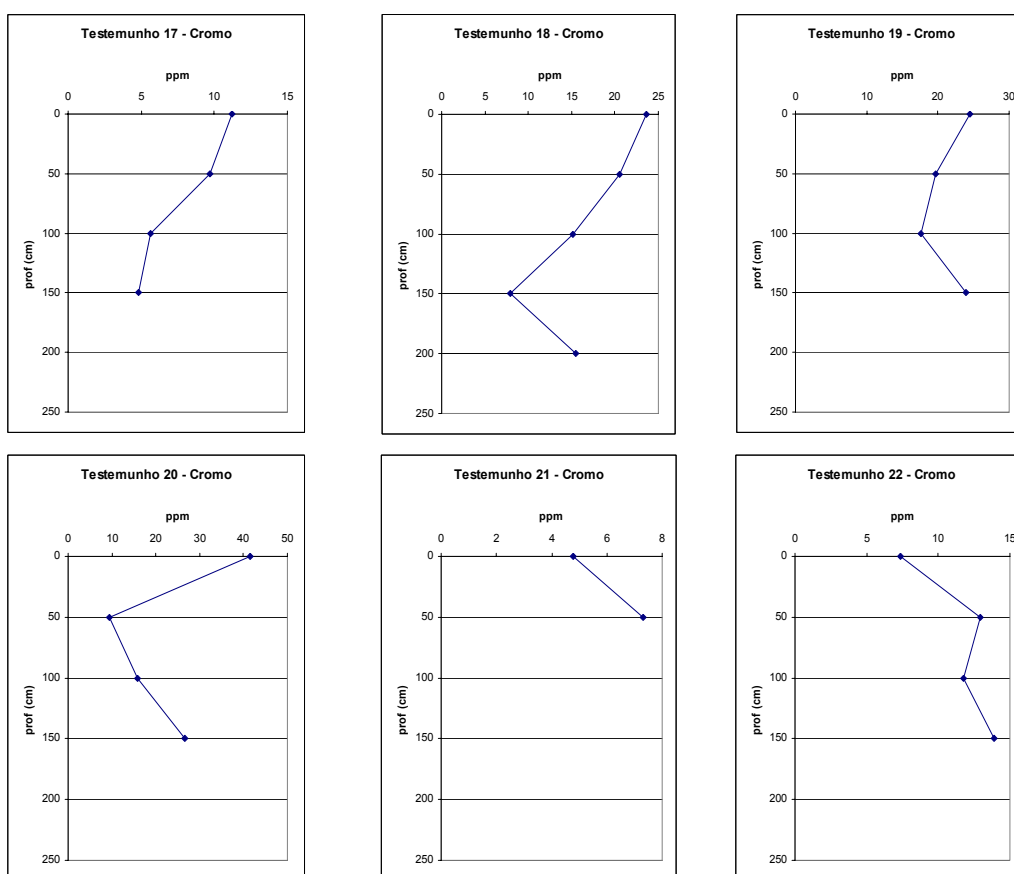 Testemunho 17 - Cromo
ppm
0 5 10 15
0
50
100
150
200
250
prof (cm)
Testemunho 18 - Cromo
ppm
0 5 10 15 20 25
0
50
100
150
200
250
prof (cm)
Testemunho 19 - Cromo
ppm
0 10 20 30
0
50
100
150
200
250
prof (cm)
Testemunho 20 - Cromo
ppm
0 10 20 30 40 50
0
50
100
150
200
250
prof (cm)
Testemunho 21 - Cromo
ppm
0 2 4 6 8
0
50
100
150
200
250
prof (cm)
Testemunho 22 - Cromo
ppm
0 5 10 15
0
50
100
150
200
250
prof (cm)